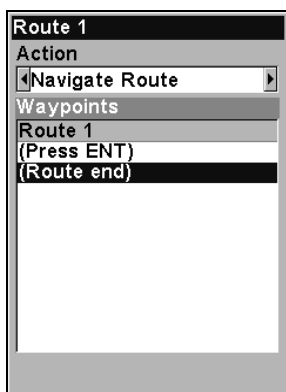 Route 1
Action
Navigate Route
Waypoints
Route 1
(Press ENT)
(Route end)